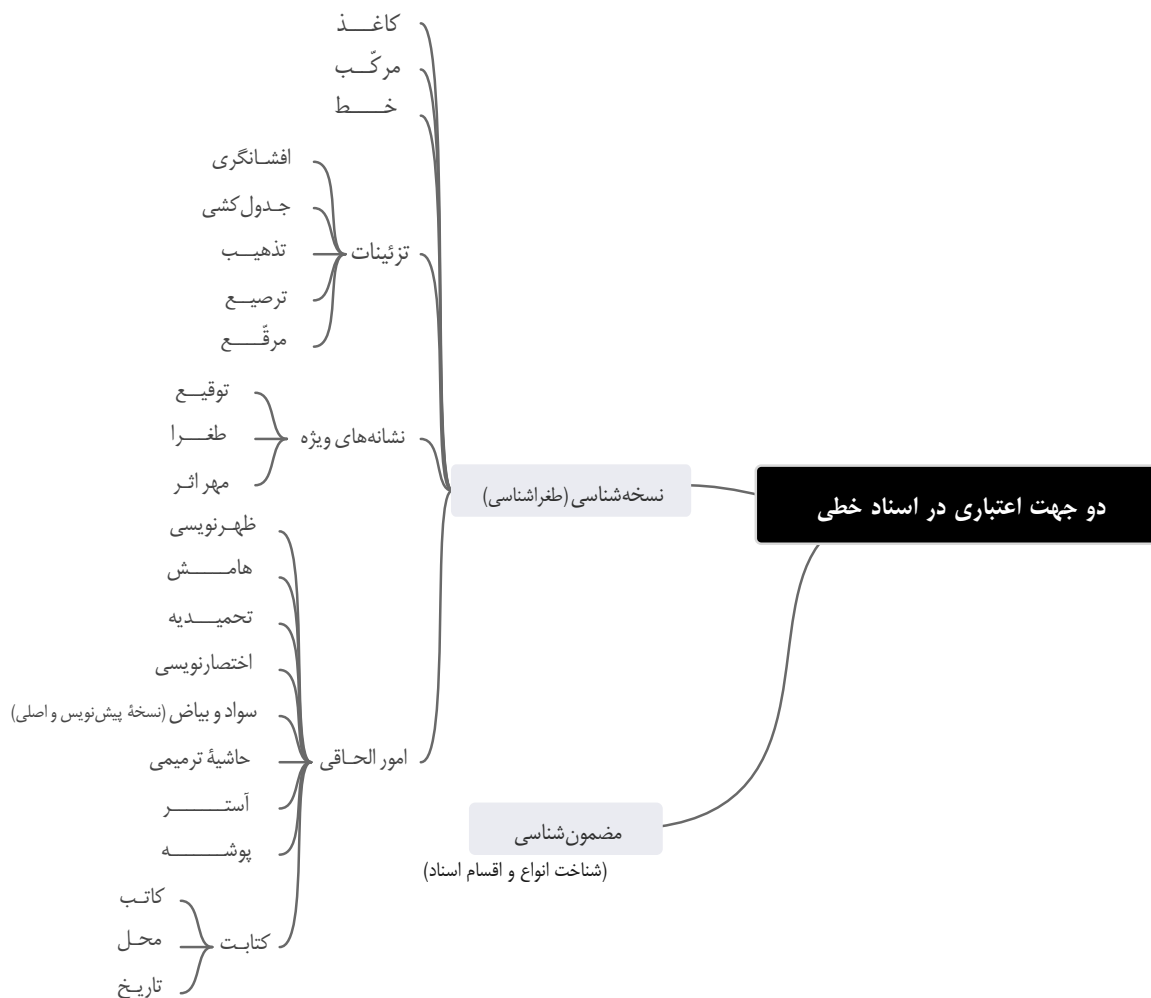 دو جهت اعتباری در اسناد خطی
نسخه‌شناسی (طغراشناسی)
کاغذ
مرکّب
خط
تزئینات
افشانگری
جدول‌کشی
تذهیب
ترصیع
مرقّع
نشانه‌های ویژه
توقیع
طغرا
مهر اثر
امور الحاقی
ظهرنویسی
هامش
تحمیدیه
اختصارنویسی
سواد و بیاض (نسخهٔ پیش‌نویس و اصلی)
حاشیهٔ ترمیمی
آستر
پوشه
کتابت
کاتب
محل
تاریخ
مضمون‌شناسی
(شناخت انواع و اقسام اسناد)